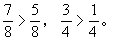 7/8 > 5/8， 3/4 > 1/4。